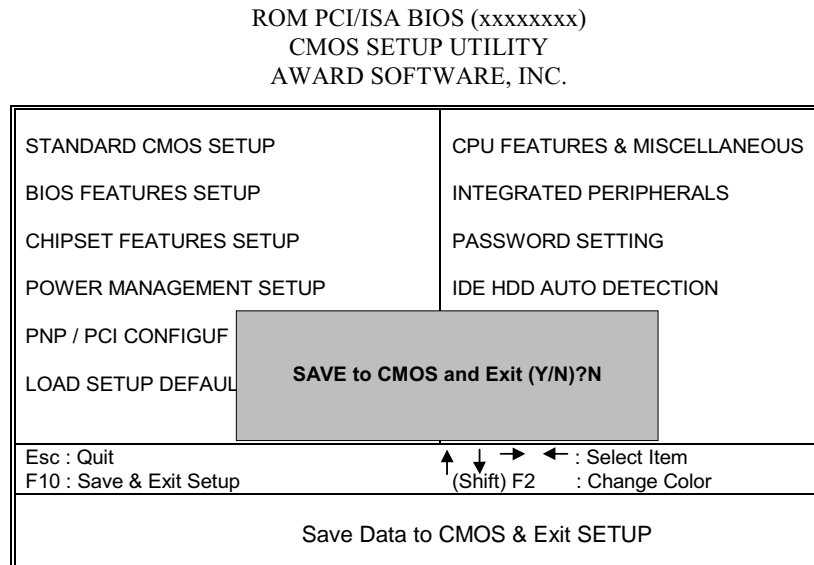 ROM PCI/ISA BIOS (xxxxxxxx)
CMOS SETUP UTILITY
AWARD SOFTWARE, INC.
STANDARD CMOS SETUP
BIOS FEATURES SETUP
CHIPSET FEATURES SETUP
POWER MANAGEMENT SETUP
PNP / PCI
LOAD SETUP
CPU FEATURES & MISCELLANEOUS
INTEGRATED PERIPHERALS
PASSWORD SETTING
IDE HDD AUTO DETECTION
SAVE to CMOS and Exit (Y/N)?N
Esc : Quit
F10 : Save & Exit Setup
↑ ↓ → ← : Select Item
(Shift) F2 : Change Color
Save Data to CMOS & Exit SETUP